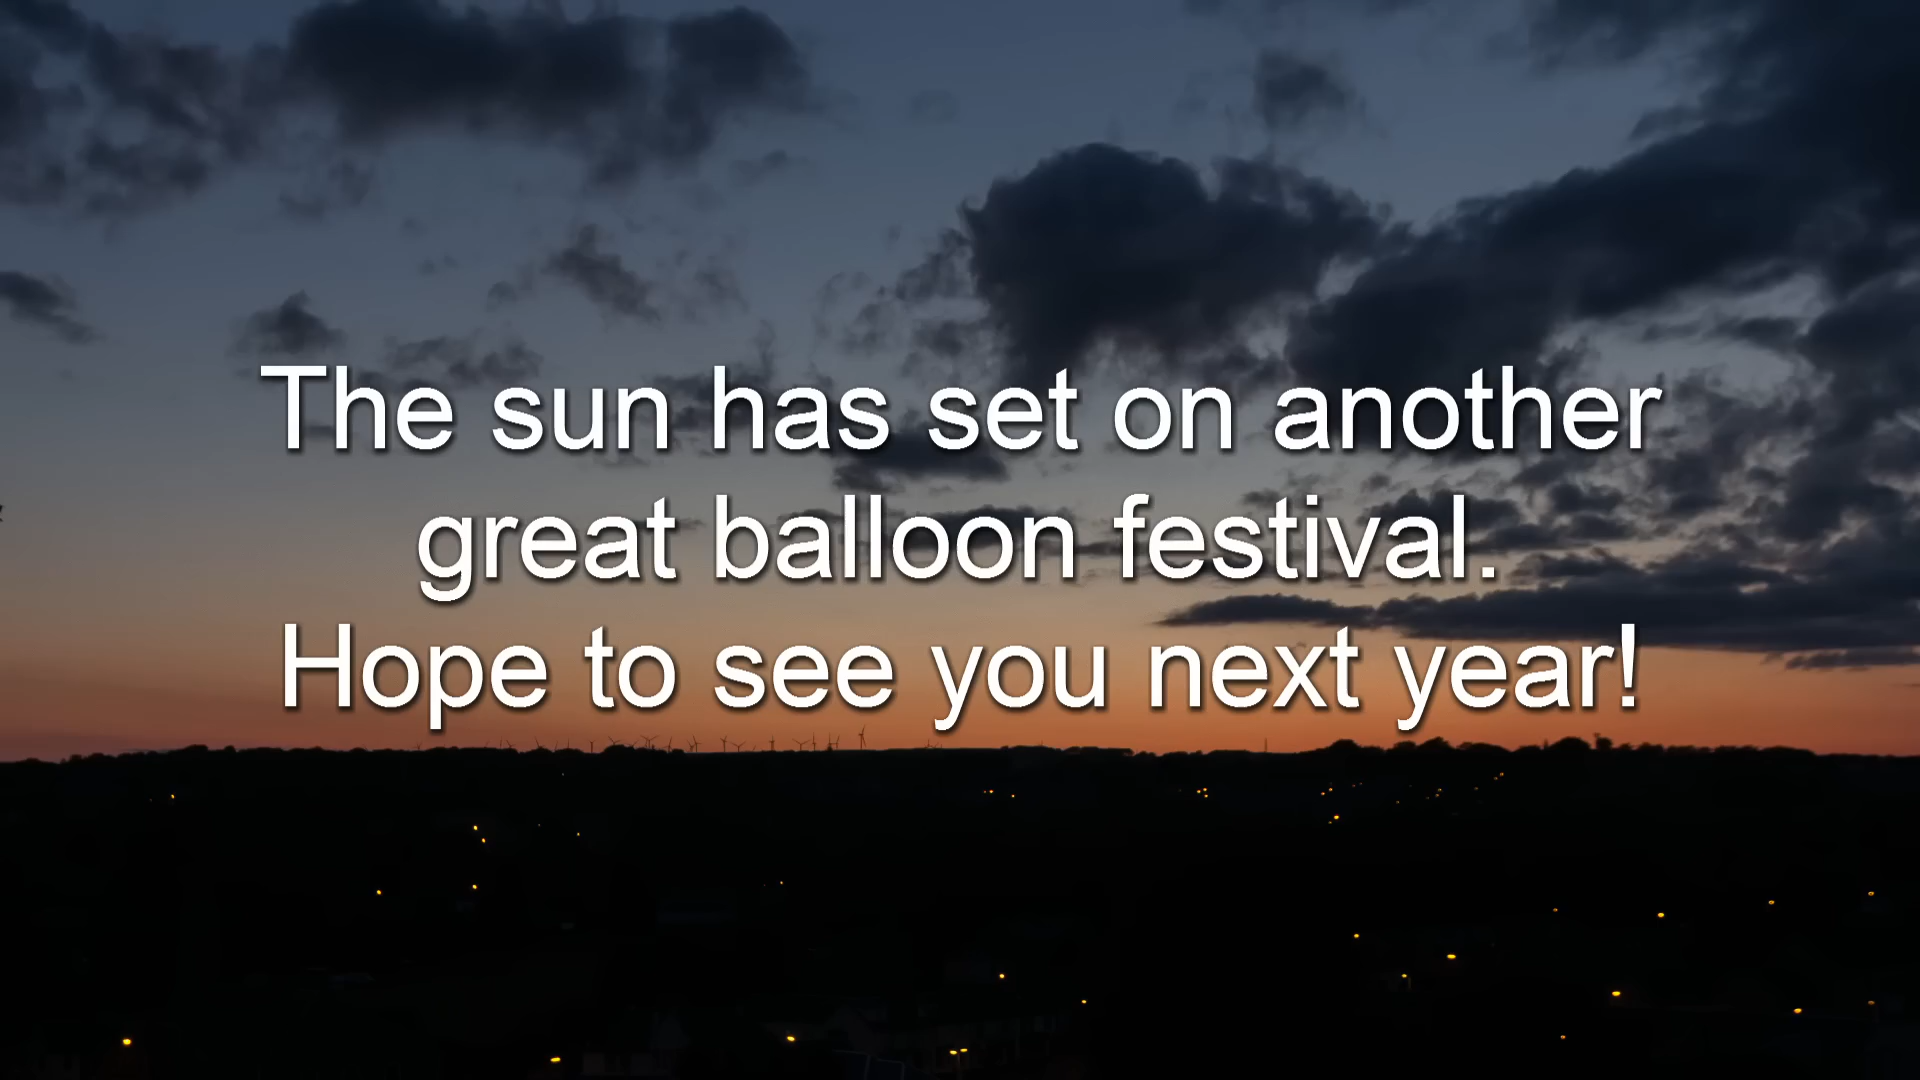 The sun has set on another
great balloon festival.
Hope to see you next year!